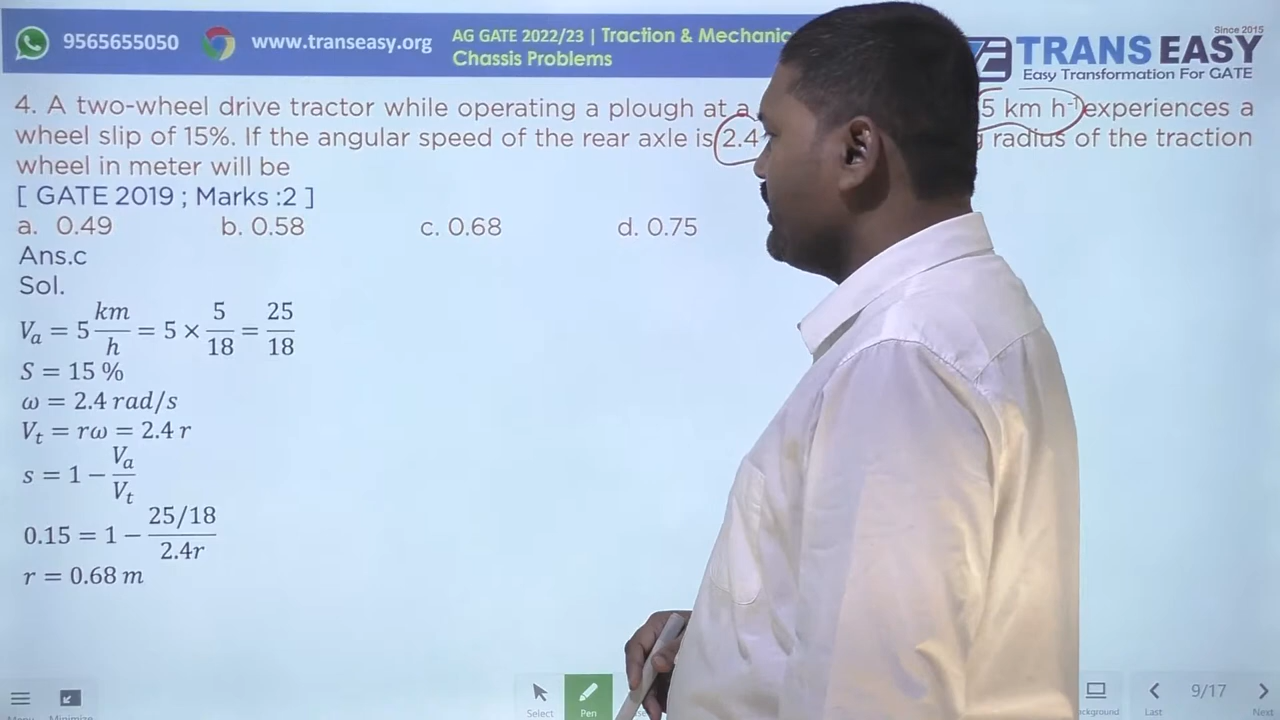 9565655050 www.transeasy.org AG GATE 2022/23 | Traction & Mechanic
Chassis Problems
Since 2015
TRANS EASY
Easy Transformation For GATE
4. A two-wheel drive tractor while operating a plough at a 5 km h⁻¹ experiences a
wheel slip of 15%. If the angular speed of the rear axle is 2.4 radius of the traction
wheel in meter will be
[ GATE 2019 ; Marks :2 ]
a. 0.49 b. 0.58 c. 0.68 d. 0.75
Ans.c
Sol.
V_a = 5 km/h = 5 × 5/18 = 25/18
S = 15 %
ω = 2.4 rad/s
V_t = rω = 2.4 r
s = 1 − V_a/V_t
0.15 = 1 − (25/18)/2.4r
r = 0.68 m
Minimize Select Pen Last 9/17 Next